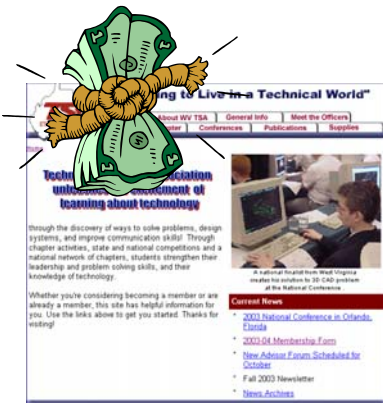 ng to Live in a Technical World"
About WV TSA General Info Meet the Officers
pter Conferences Publications Supplies
Techn ciation
unleashes excitement of
learning about technology
through the discovery of ways to solve problems, design
systems, and improve communication skills! Through
chapter activities, state and national competitions and a
national network of chapters, students strengthen their
leadership and problem solving skills, and their
knowledge of technology.
Whether you're considering becoming a member or are
already a member, this site has helpful information for
you. Use the links above to get you started. Thanks for
visiting!
A national finalist from West Virginia
creates his solution to 3D CAD problem
at the National Conference.
Current News
2003 National Conference in Orlando,
Florida
2003-04 Membership Form
New Advisor Forum Scheduled for
October
Fall 2003 Newsletter
News Archives